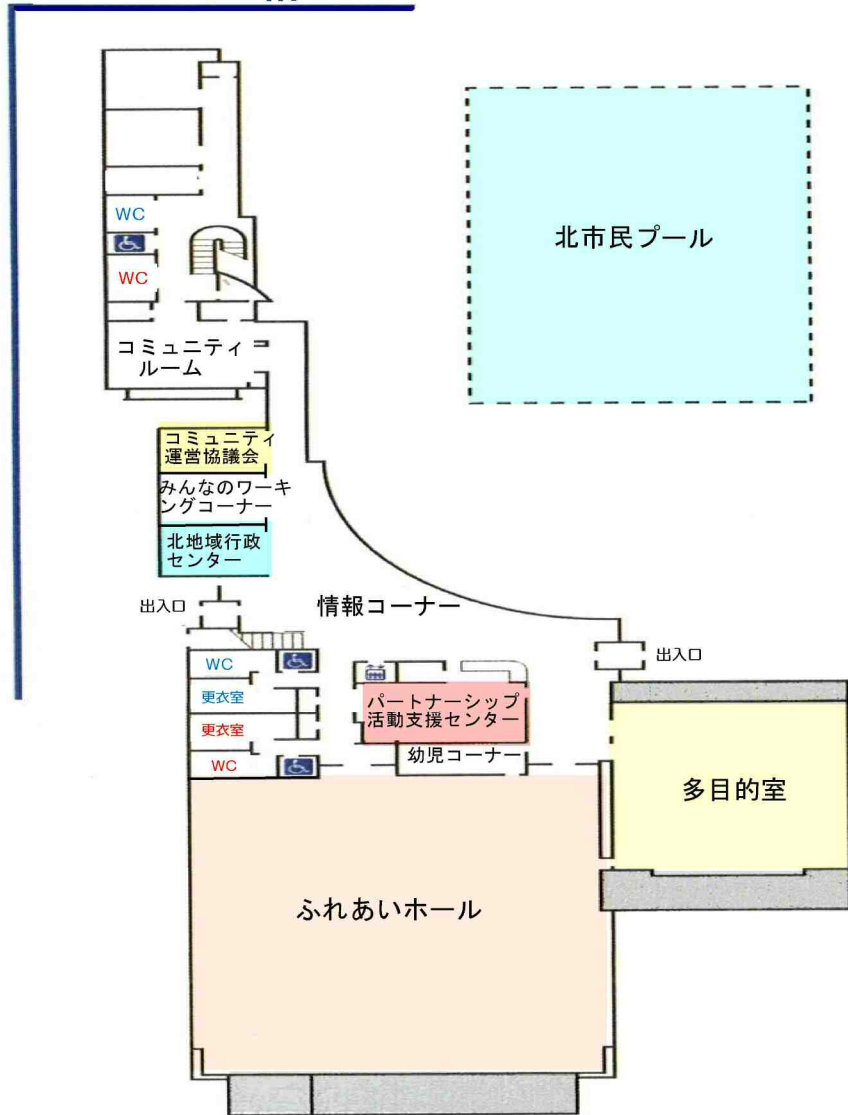 WC
WC
北市民プール
コミュニティ
ルーム
コミュニティ
運営協議会
みんなのワーキ
ングコーナー
北地域行政
センター
出入口
情報コーナー
出入口
WC
更衣室
更衣室
WC
パートナーシップ
活動支援センター
幼児コーナー
多目的室
ふれあいホール